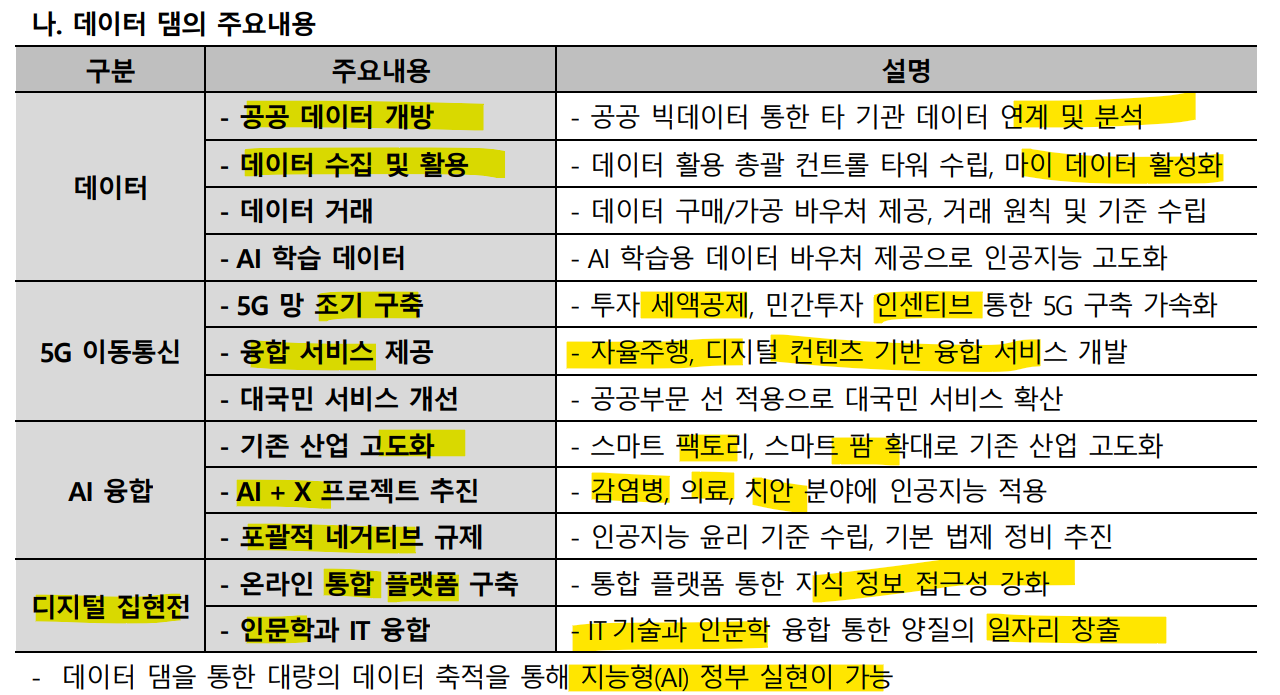 나. 데이터 댐의 주요내용
구분 주요내용 설명
데이터
- 공공 데이터 개방 - 공공 빅데이터 통한 타 기관 데이터 연계 및 분석
- 데이터 수집 및 활용 - 데이터 활용 총괄 컨트롤 타워 수립, 마이 데이터 활성화
- 데이터 거래 - 데이터 구매/가공 바우처 제공, 거래 원칙 및 기준 수립
- AI 학습 데이터 - AI 학습용 데이터 바우처 제공으로 인공지능 고도화
5G 이동통신
- 5G 망 조기 구축 - 투자 세액공제, 민간투자 인센티브 통한 5G 구축 가속화
- 융합 서비스 제공 - 자율주행, 디지털 컨텐츠 기반 융합 서비스 개발
- 대국민 서비스 개선 - 공공부문 선 적용으로 대국민 서비스 확산
AI 융합
- 기존 산업 고도화 - 스마트 팩토리, 스마트 팜 확대로 기존 산업 고도화
- AI + X 프로젝트 추진 - 감염병, 의료, 치안 분야에 인공지능 적용
- 포괄적 네거티브 규제 - 인공지능 윤리 기준 수립, 기본 법제 정비 추진
디지털 집현전
- 온라인 통합 플랫폼 구축 - 통합 플랫폼 통한 지식 정보 접근성 강화
- 인문학과 IT 융합 - IT 기술과 인문학 융합 통한 양질의 일자리 창출
- 데이터 댐을 통한 대량의 데이터 축적을 통해 지능형(AI) 정부 실현이 가능